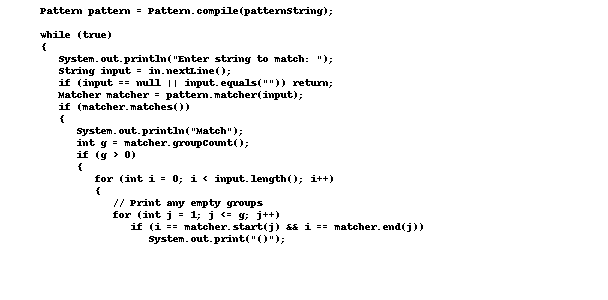 Pattern pattern = Pattern.compile(patternString);
while (true)
{
System.out.println("Enter string to match: ");
String input = in.nextLine();
if (input == null || input.equals("")) return;
Matcher matcher = pattern.matcher(input);
if (matcher.matches())
{
System.out.println("Match");
int g = matcher.groupCount();
if (g > 0)
{
for (int i = 0; i < input.length(); i++)
{
// Print any empty groups
for (int j = 1; j <= g; j++)
if (i == matcher.start(j) && i == matcher.end(j))
System.out.print("()");